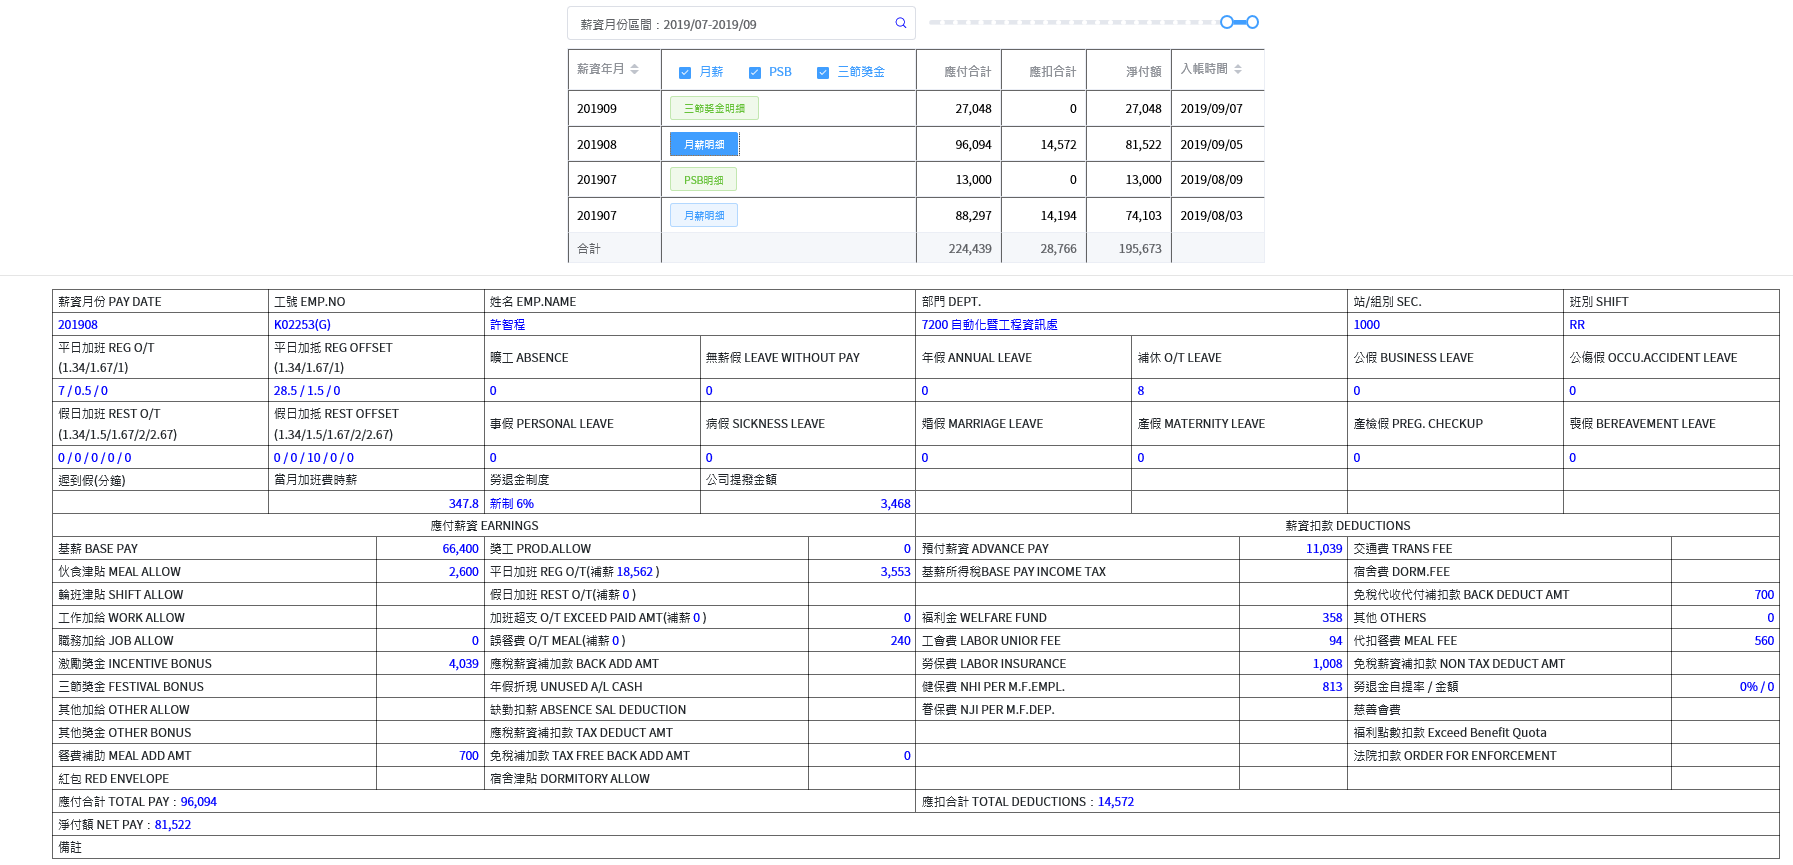 薪資月份區間：2019/07-2019/09
薪資年月 月薪 PSB 三節獎金 應付合計 應扣合計 淨付額 入帳時間
201909 三節獎金明細 27,048 0 27,048 2019/09/07
201908 月薪明細 96,094 14,572 81,522 2019/09/05
201907 PSB明細 13,000 0 13,000 2019/08/09
201907 月薪明細 88,297 14,194 74,103 2019/08/03
合計 224,439 28,766 195,673
薪資月份 PAY DATE 工號 EMP.NO 姓名 EMP.NAME 部門 DEPT. 站/組別 SEC. 班別 SHIFT
201908 K02253(G) 許智程 7200 自動化暨工程資訊處 1000 RR
平日加班 REG O/T 平日加抵 REG OFFSET
(1.34/1.67/1) (1.34/1.67/1) 曠工 ABSENCE 無薪假 LEAVE WITHOUT PAY 年假 ANNUAL LEAVE 補休 O/T LEAVE 公假 BUSINESS LEAVE 公傷假 OCCU.ACCIDENT LEAVE
7 / 0.5 / 0 28.5 / 1.5 / 0 0 0 0 8 0 0
假日加班 REST O/T 假日加抵 REST OFFSET
(1.34/1.5/1.67/2/2.67) (1.34/1.5/1.67/2/2.67) 事假 PERSONAL LEAVE 病假 SICKNESS LEAVE 婚假 MARRIAGE LEAVE 產假 MATERNITY LEAVE 產檢假 PREG. CHECKUP 喪假 BEREAVEMENT LEAVE
0 / 0 / 0 / 0 / 0 0 / 0 / 10 / 0 / 0 0 0 0 0 0 0
遲到假(分鐘) 當月加班費時薪 勞退金制度 公司提撥金額
347.8 新制 6% 3,468
應付薪資 EARNINGS 薪資扣款 DEDUCTIONS
基薪 BASE PAY 66,400 獎工 PROD.ALLOW 0 預付薪資 ADVANCE PAY 11,039 交通費 TRANS FEE
伙食津貼 MEAL ALLOW 2,600 平日加班 REG O/T(補薪 18,562 ) 3,553 基薪所得稅BASE PAY INCOME TAX 宿舍費 DORM.FEE
輪班津貼 SHIFT ALLOW 假日加班 REST O/T(補薪 0 ) 免稅代收代付補扣款 BACK DEDUCT AMT 700
工作加給 WORK ALLOW 加班超支 O/T EXCEED PAID AMT(補薪 0 ) 0 福利金 WELFARE FUND 358 其他 OTHERS 0
職務加給 JOB ALLOW 0 誤餐費 O/T MEAL(補薪 0 ) 240 工會費 LABOR UNIOR FEE 94 代扣餐費 MEAL FEE 560
激勵獎金 INCENTIVE BONUS 4,039 應稅薪資補加款 BACK ADD AMT 勞保費 LABOR INSURANCE 1,008 免稅薪資補扣款 NON TAX DEDUCT AMT
三節獎金 FESTIVAL BONUS 年假折現 UNUSED A/L CASH 健保費 NHI PER M.F.EMPL. 813 勞退金自提率 / 金額 0% / 0
其他加給 OTHER ALLOW 缺勤扣薪 ABSENCE SAL DEDUCTION 眷保費 NJI PER M.F.DEP. 慈善會費
其他獎金 OTHER BONUS 應稅薪資補扣款 TAX DEDUCT AMT 福利點數扣款 Exceed Benefit Quota
餐費補助 MEAL ADD AMT 700 免稅補加款 TAX FREE BACK ADD AMT 0 法院扣款 ORDER FOR ENFORCEMENT
紅包 RED ENVELOPE 宿舍津貼 DORMITORY ALLOW
應付合計 TOTAL PAY：96,094 應扣合計 TOTAL DEDUCTIONS：14,572
淨付額 NET PAY：81,522
備註